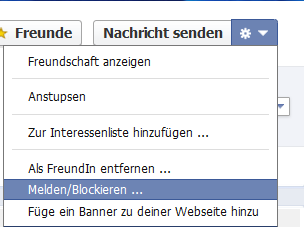 Freunde Nachricht senden
Freundschaft anzeigen
Anstupsen
Zur Interessenliste hinzufügen ...
Als FreundIn entfernen ...
Melden/Blockieren ...
Füge ein Banner zu deiner Webseite hinzu